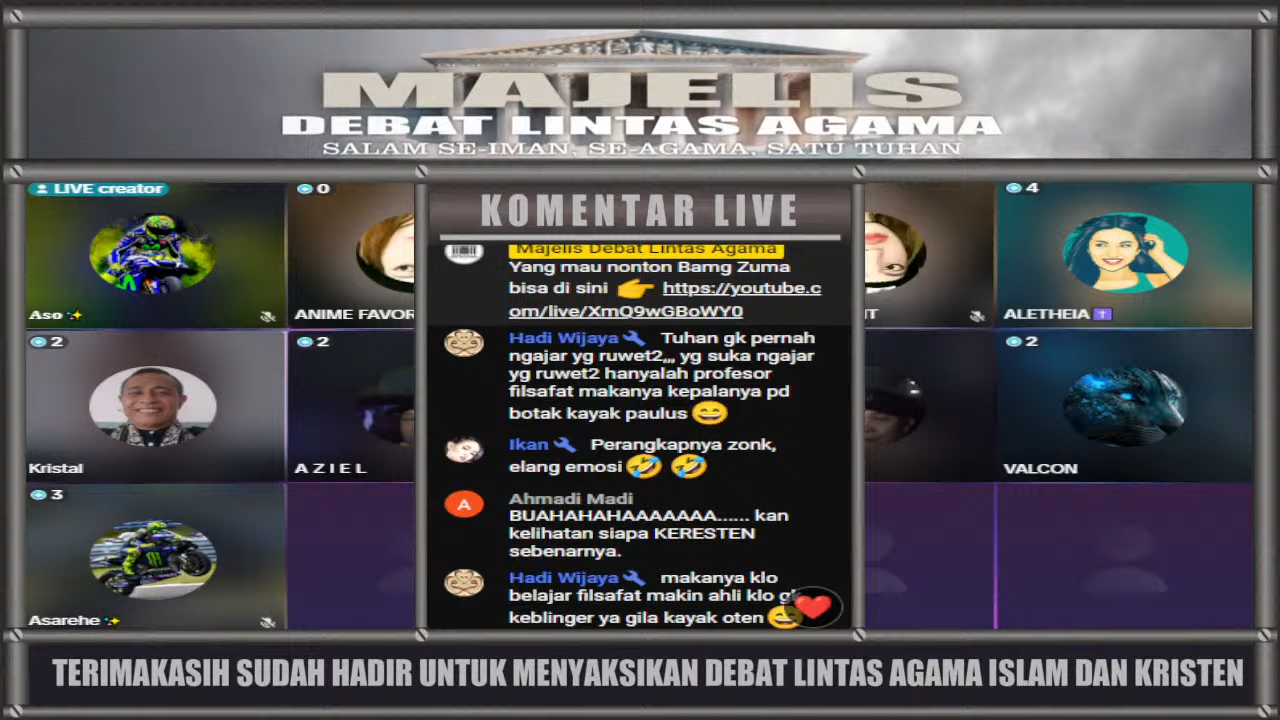 MAJELIS
DEBAT LINTAS AGAMA
SALAM SE-IMAN, SE-AGAMA, SATU TUHAN
LIVE creator
0
4
Aso
ANIME FAVOR
ALETHEIA
2
2
2
Kristal
A Z I E L
VALCON
3
Asarehe
KOMENTAR LIVE
Majelis Debat Lintas Agama
Yang mau nonton Bamg Zuma
bisa di sini 👉 https://youtube.c
om/live/XmQ9wGBoWY0
Hadi Wijaya Tuhan gk pernah
ngajar yg ruwet2,,, yg suka ngajar
yg ruwet2 hanyalah profesor
filsafat makanya kepalanya pd
botak kayak paulus 😄
Ikan Perangkapnya zonk,
elang emosi 🤣 🤣
Ahmadi Madi
BUAHAHAHAAAAAAA...... kan
kelihatan siapa KERESTEN
sebenarnya.
A
Hadi Wijaya makanya klo
belajar filsafat makin ahli klo
keblinger ya gila kayak oten 😄
TERIMAKASIH SUDAH HADIR UNTUK MENYAKSIKAN DEBAT LINTAS AGAMA ISLAM DAN KRISTEN